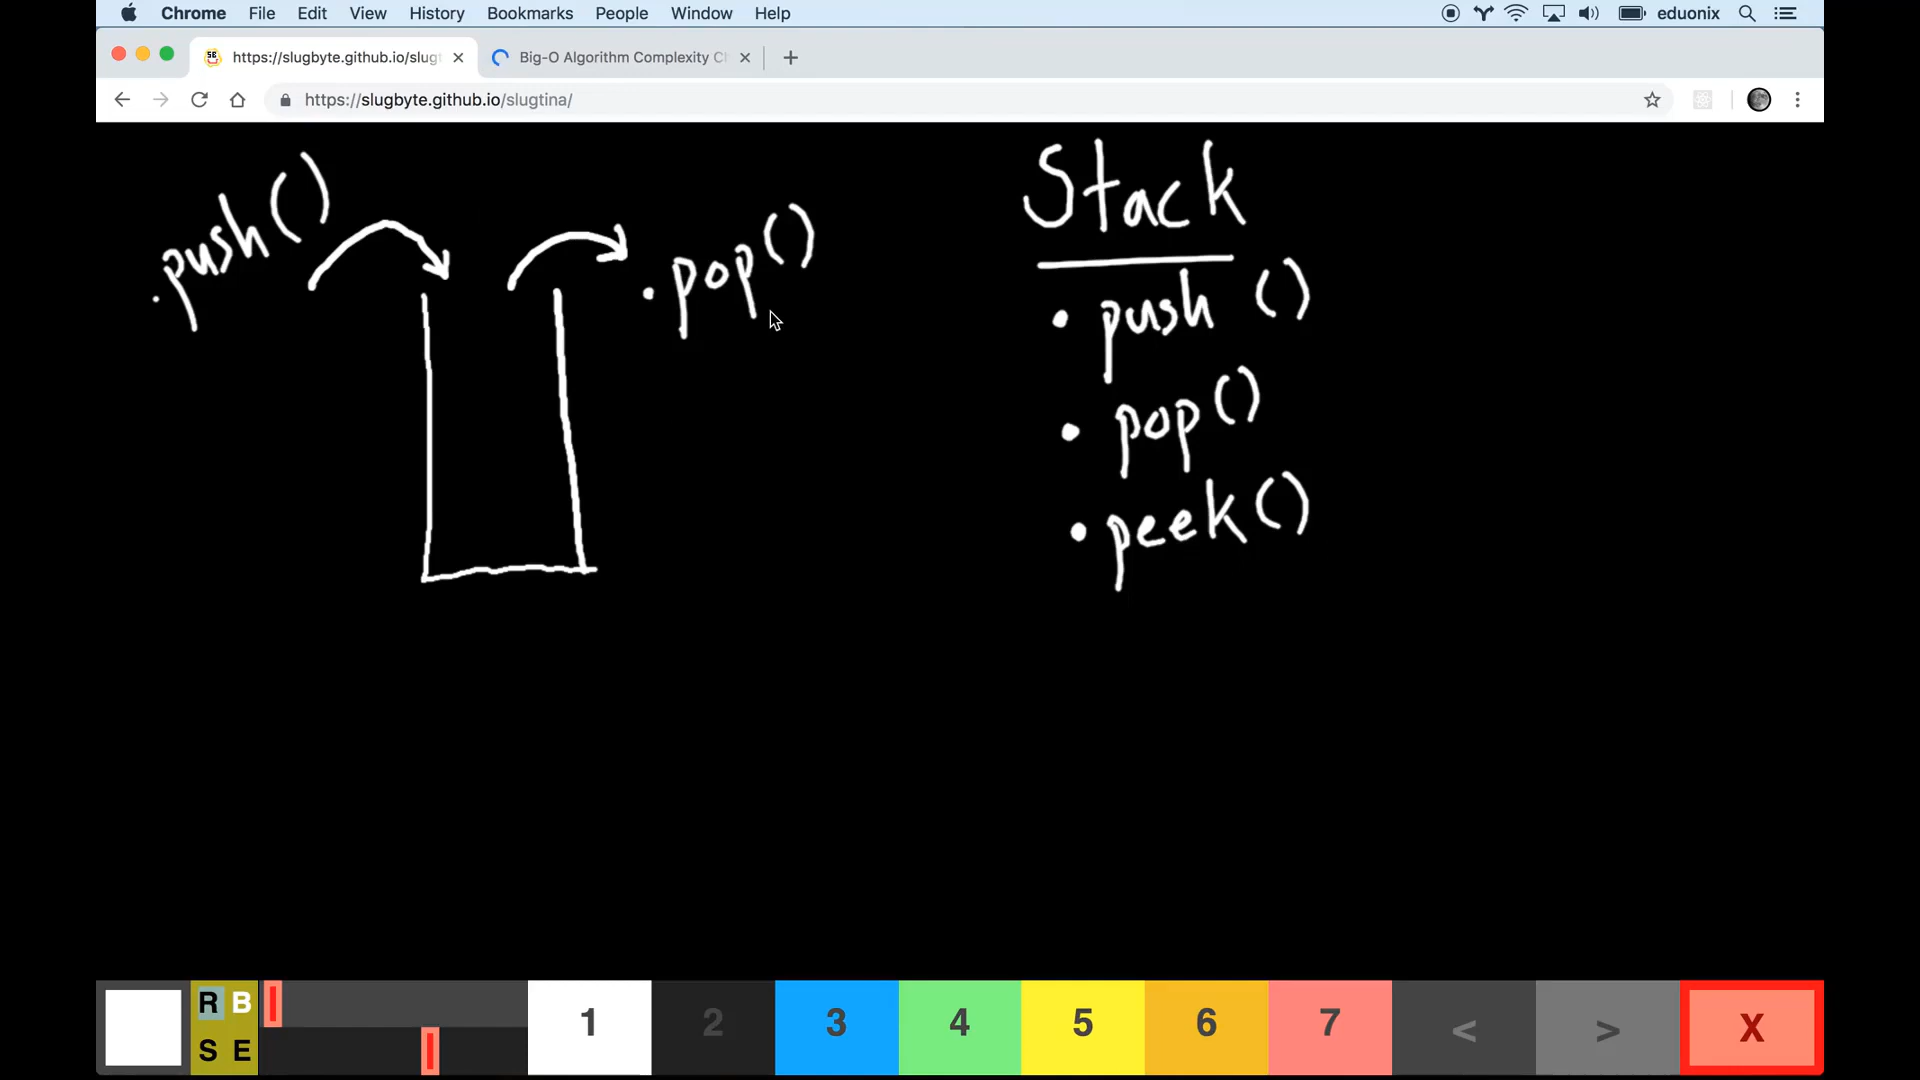 Chrome File Edit View History Bookmarks People Window Help eduonix
https://slugbyte.github.io/slugt Big-O Algorithm Complexity C
https://slugbyte.github.io/slugtina/
.push()
.pop()
Stack
• push ()
• pop()
• peek()
R B
S E
1 2 3 4 5 6 7 < > X